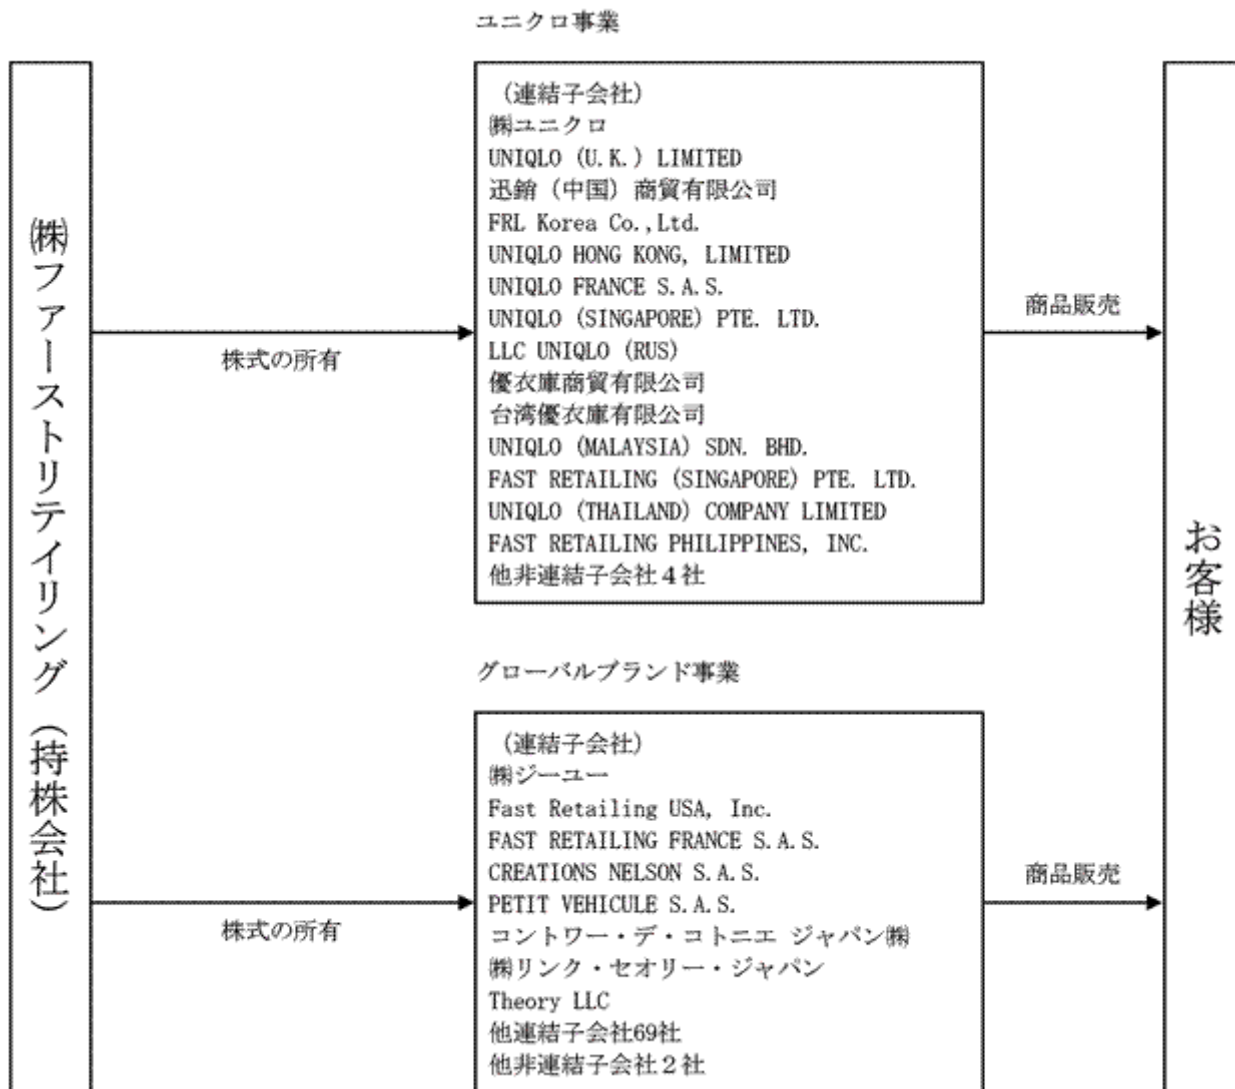 ユニクロ事業
㈱ファーストリテイリング（持株会社）
株式の所有
（連結子会社）
㈱ユニクロ
UNIQLO (U.K.) LIMITED
迅銷（中国）商貿有限公司
FRL Korea Co.,Ltd.
UNIQLO HONG KONG, LIMITED
UNIQLO FRANCE S.A.S.
UNIQLO (SINGAPORE) PTE. LTD.
LLC UNIQLO (RUS)
優衣庫商貿有限公司
台湾優衣庫有限公司
UNIQLO (MALAYSIA) SDN. BHD.
FAST RETAILING (SINGAPORE) PTE. LTD.
UNIQLO (THAILAND) COMPANY LIMITED
FAST RETAILING PHILIPPINES, INC.
他非連結子会社４社
商品販売
お客様
グローバルブランド事業
株式の所有
（連結子会社）
㈱ジーユー
Fast Retailing USA, Inc.
FAST RETAILING FRANCE S.A.S.
CREATIONS NELSON S.A.S.
PETIT VEHICULE S.A.S.
コントワー・デ・コトニエ ジャパン㈱
㈱リンク・セオリー・ジャパン
Theory LLC
他連結子会社69社
他非連結子会社２社
商品販売